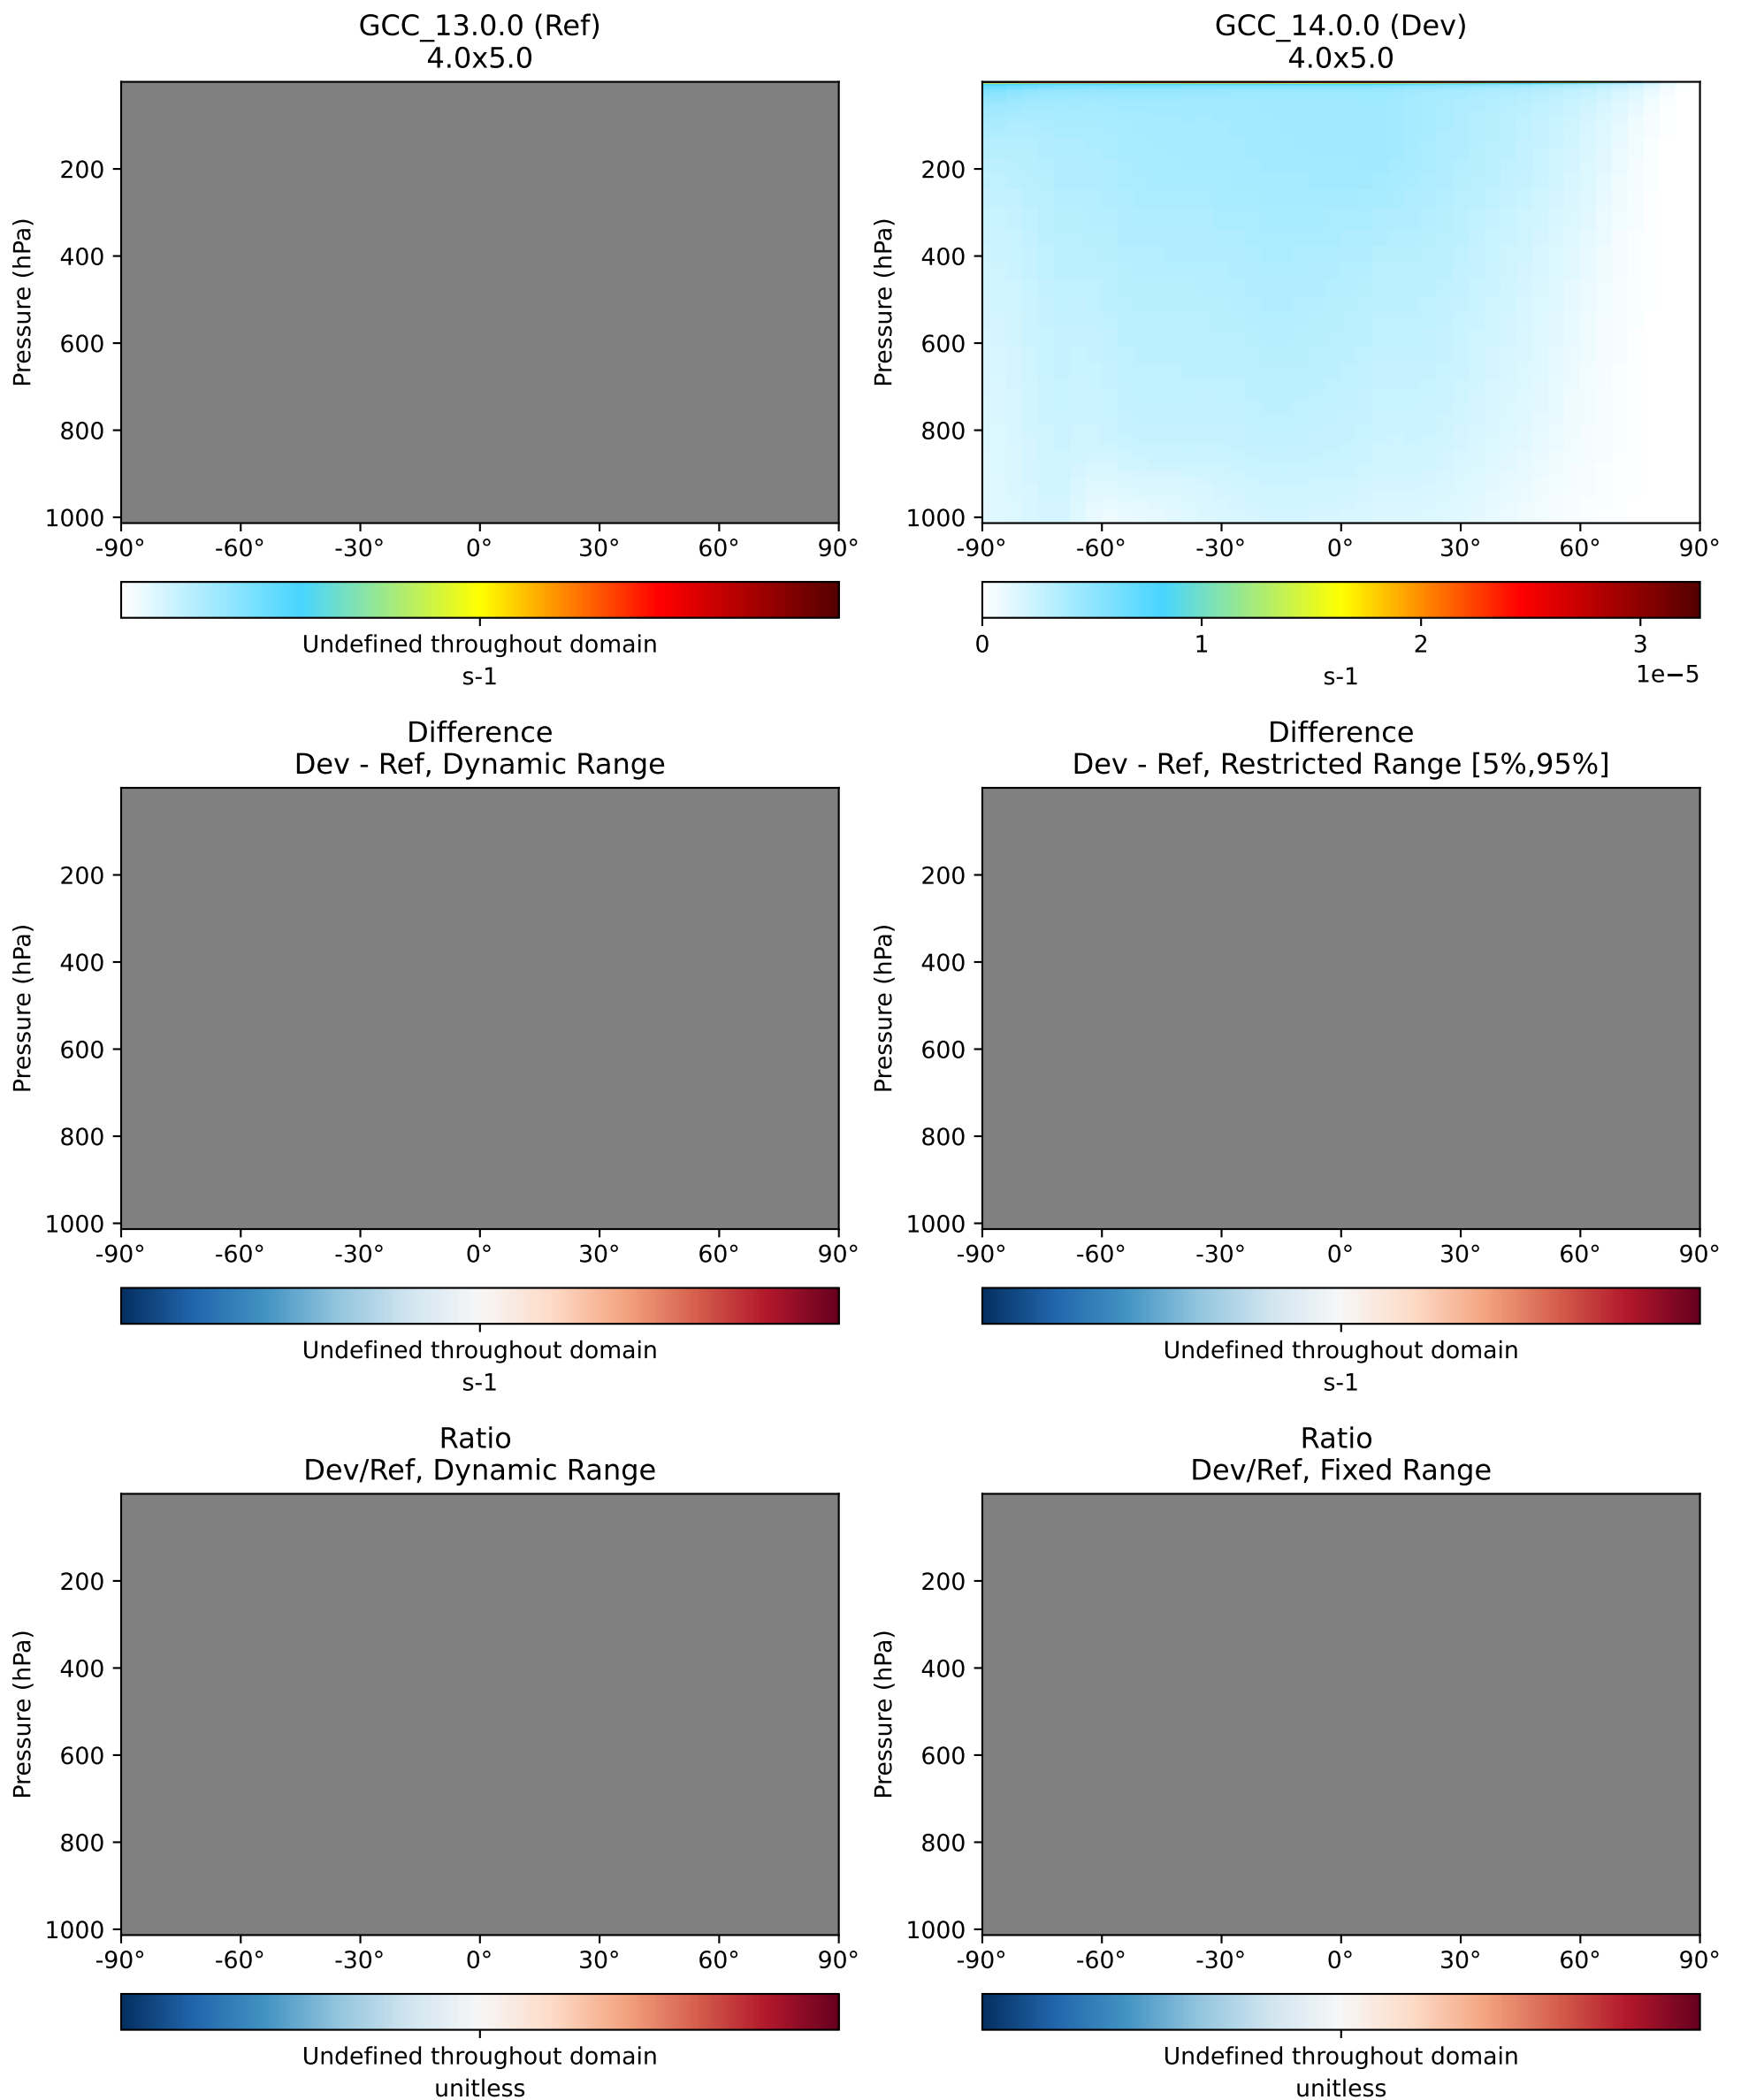 GCC_13.0.0 (Ref)
4.0x5.0
Pressure (hPa)
200
400
600
800
1000
-90° -60° -30° 0° 30° 60° 90°
Undefined throughout domain
s-1
GCC_14.0.0 (Dev)
4.0x5.0
Pressure (hPa)
200
400
600
800
1000
-90° -60° -30° 0° 30° 60° 90°
0 1 2 3
s-1
1e−5
Difference
Dev - Ref, Dynamic Range
Pressure (hPa)
200
400
600
800
1000
-90° -60° -30° 0° 30° 60° 90°
Undefined throughout domain
s-1
Difference
Dev - Ref, Restricted Range [5%,95%]
Pressure (hPa)
200
400
600
800
1000
-90° -60° -30° 0° 30° 60° 90°
Undefined throughout domain
s-1
Ratio
Dev/Ref, Dynamic Range
Pressure (hPa)
200
400
600
800
1000
-90° -60° -30° 0° 30° 60° 90°
Undefined throughout domain
unitless
Ratio
Dev/Ref, Fixed Range
Pressure (hPa)
200
400
600
800
1000
-90° -60° -30° 0° 30° 60° 90°
Undefined throughout domain
unitless